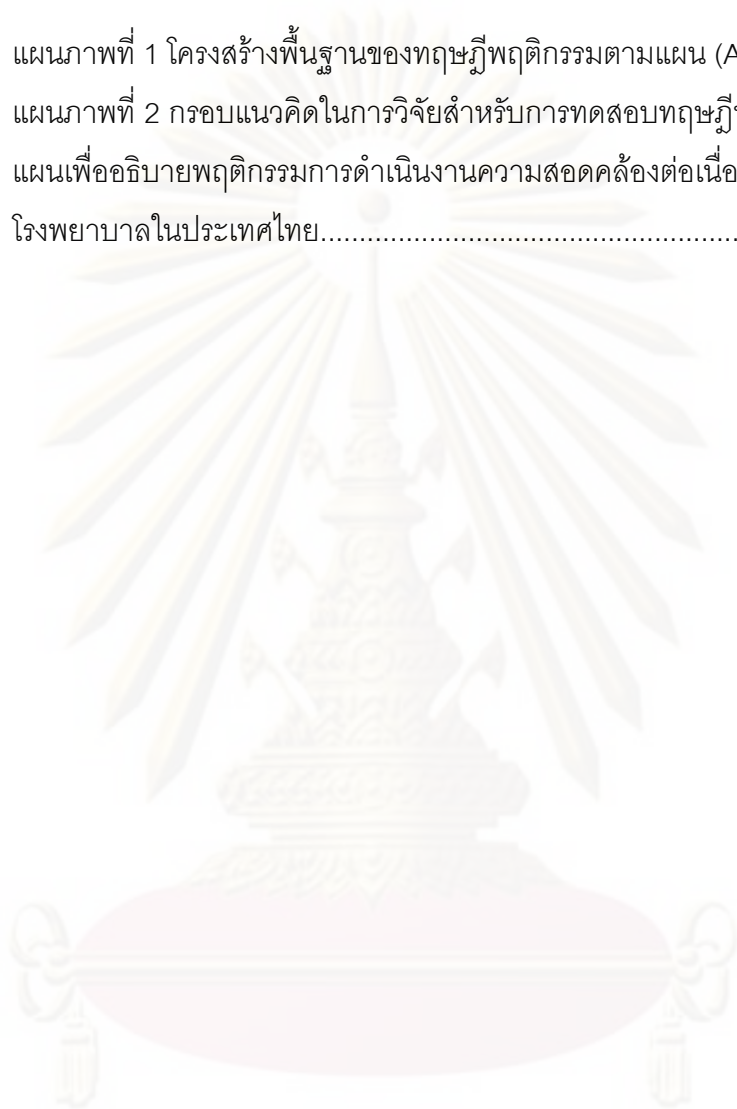 แผนภาพที่ 1 โครงสร้างพื้นฐานของทฤษฎีพฤติกรรมตามแผน (A
แผนภาพที่ 2 กรอบแนวคิดในการวิจัยสำหรับการทดสอบทฤษฎี
แผนเพื่ออธิบายพฤติกรรมการดำเนินงานความสอดคล้องต่อเนื่อ
โรงพยาบาลในประเทศไทย......................................................